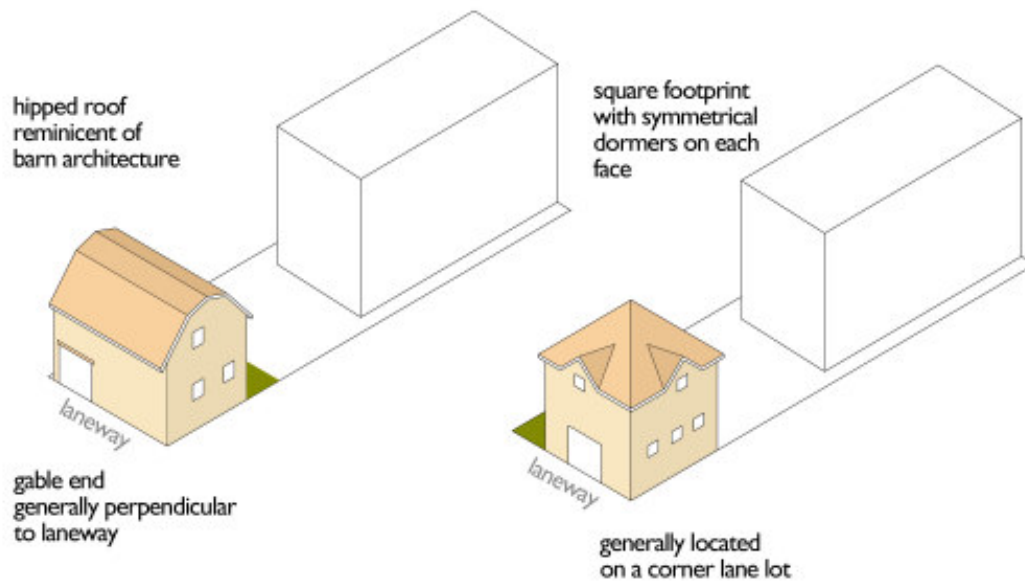 hipped roof
reminicent of
barn architecture
square footprint
with symmetrical
dormers on each
face
laneway
gable end
generally perpendicular
to laneway
laneway
generally located
on a corner lane lot